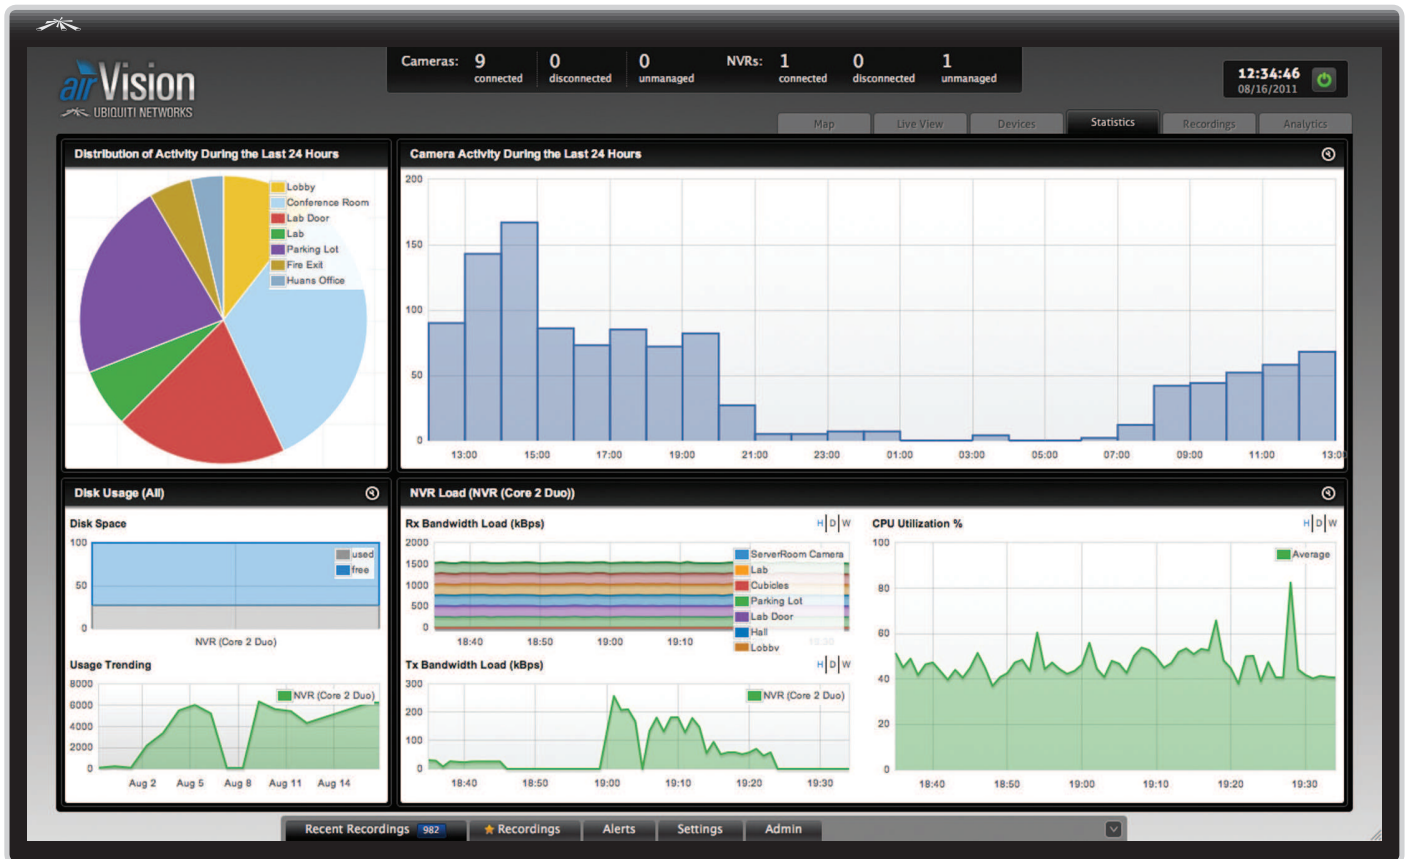 Cameras: 9 connected 0 disconnected 0 unmanaged NVRs: 1 connected 0 disconnected 1 unmanaged
airVision
UBIQUITI NETWORKS
12:34:46
08/16/2011
Map Live View Devices Statistics Recordings Analytics
Distribution of Activity During the Last 24 Hours
Lobby
Conference Room
Lab Door
Lab
Parking Lot
Fire Exit
Huans Office
Camera Activity During the Last 24 Hours
200
150
100
50
0
13:00 15:00 17:00 19:00 21:00 23:00 01:00 03:00 05:00 07:00 09:00 11:00 13:00
Disk Usage (All)
Disk Space
100
50
0
used
free
NVR (Core 2 Duo)
Usage Trending
8000
6000
4000
2000
0
NVR (Core 2 Duo)
Aug 2 Aug 5 Aug 8 Aug 11 Aug 14
NVR Load (NVR (Core 2 Duo))
Rx Bandwidth Load (kBps) H D W
2000
1500
1000
500
0
ServerRoom Camera
Lab
Cubicles
Parking Lot
Lab Door
Hall
Lobby
18:40 18:50 19:00 19:10 19:30
Tx Bandwidth Load (kBps) H D W
300
200
100
0
NVR (Core 2 Duo)
18:40 18:50 19:00 19:10 19:20 19:30
CPU Utilization % H D W
100
80
60
40
20
0
Average
18:40 18:50 19:00 19:10 19:20 19:30
Recent Recordings 982 Recordings Alerts Settings Admin